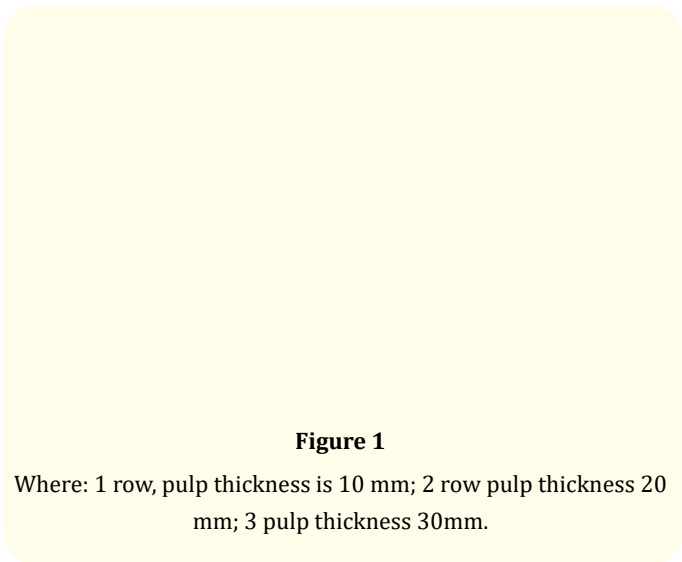 Figure 1
Where: 1 row, pulp thickness is 10 mm; 2 row pulp thickness 20
mm; 3 pulp thickness 30mm.